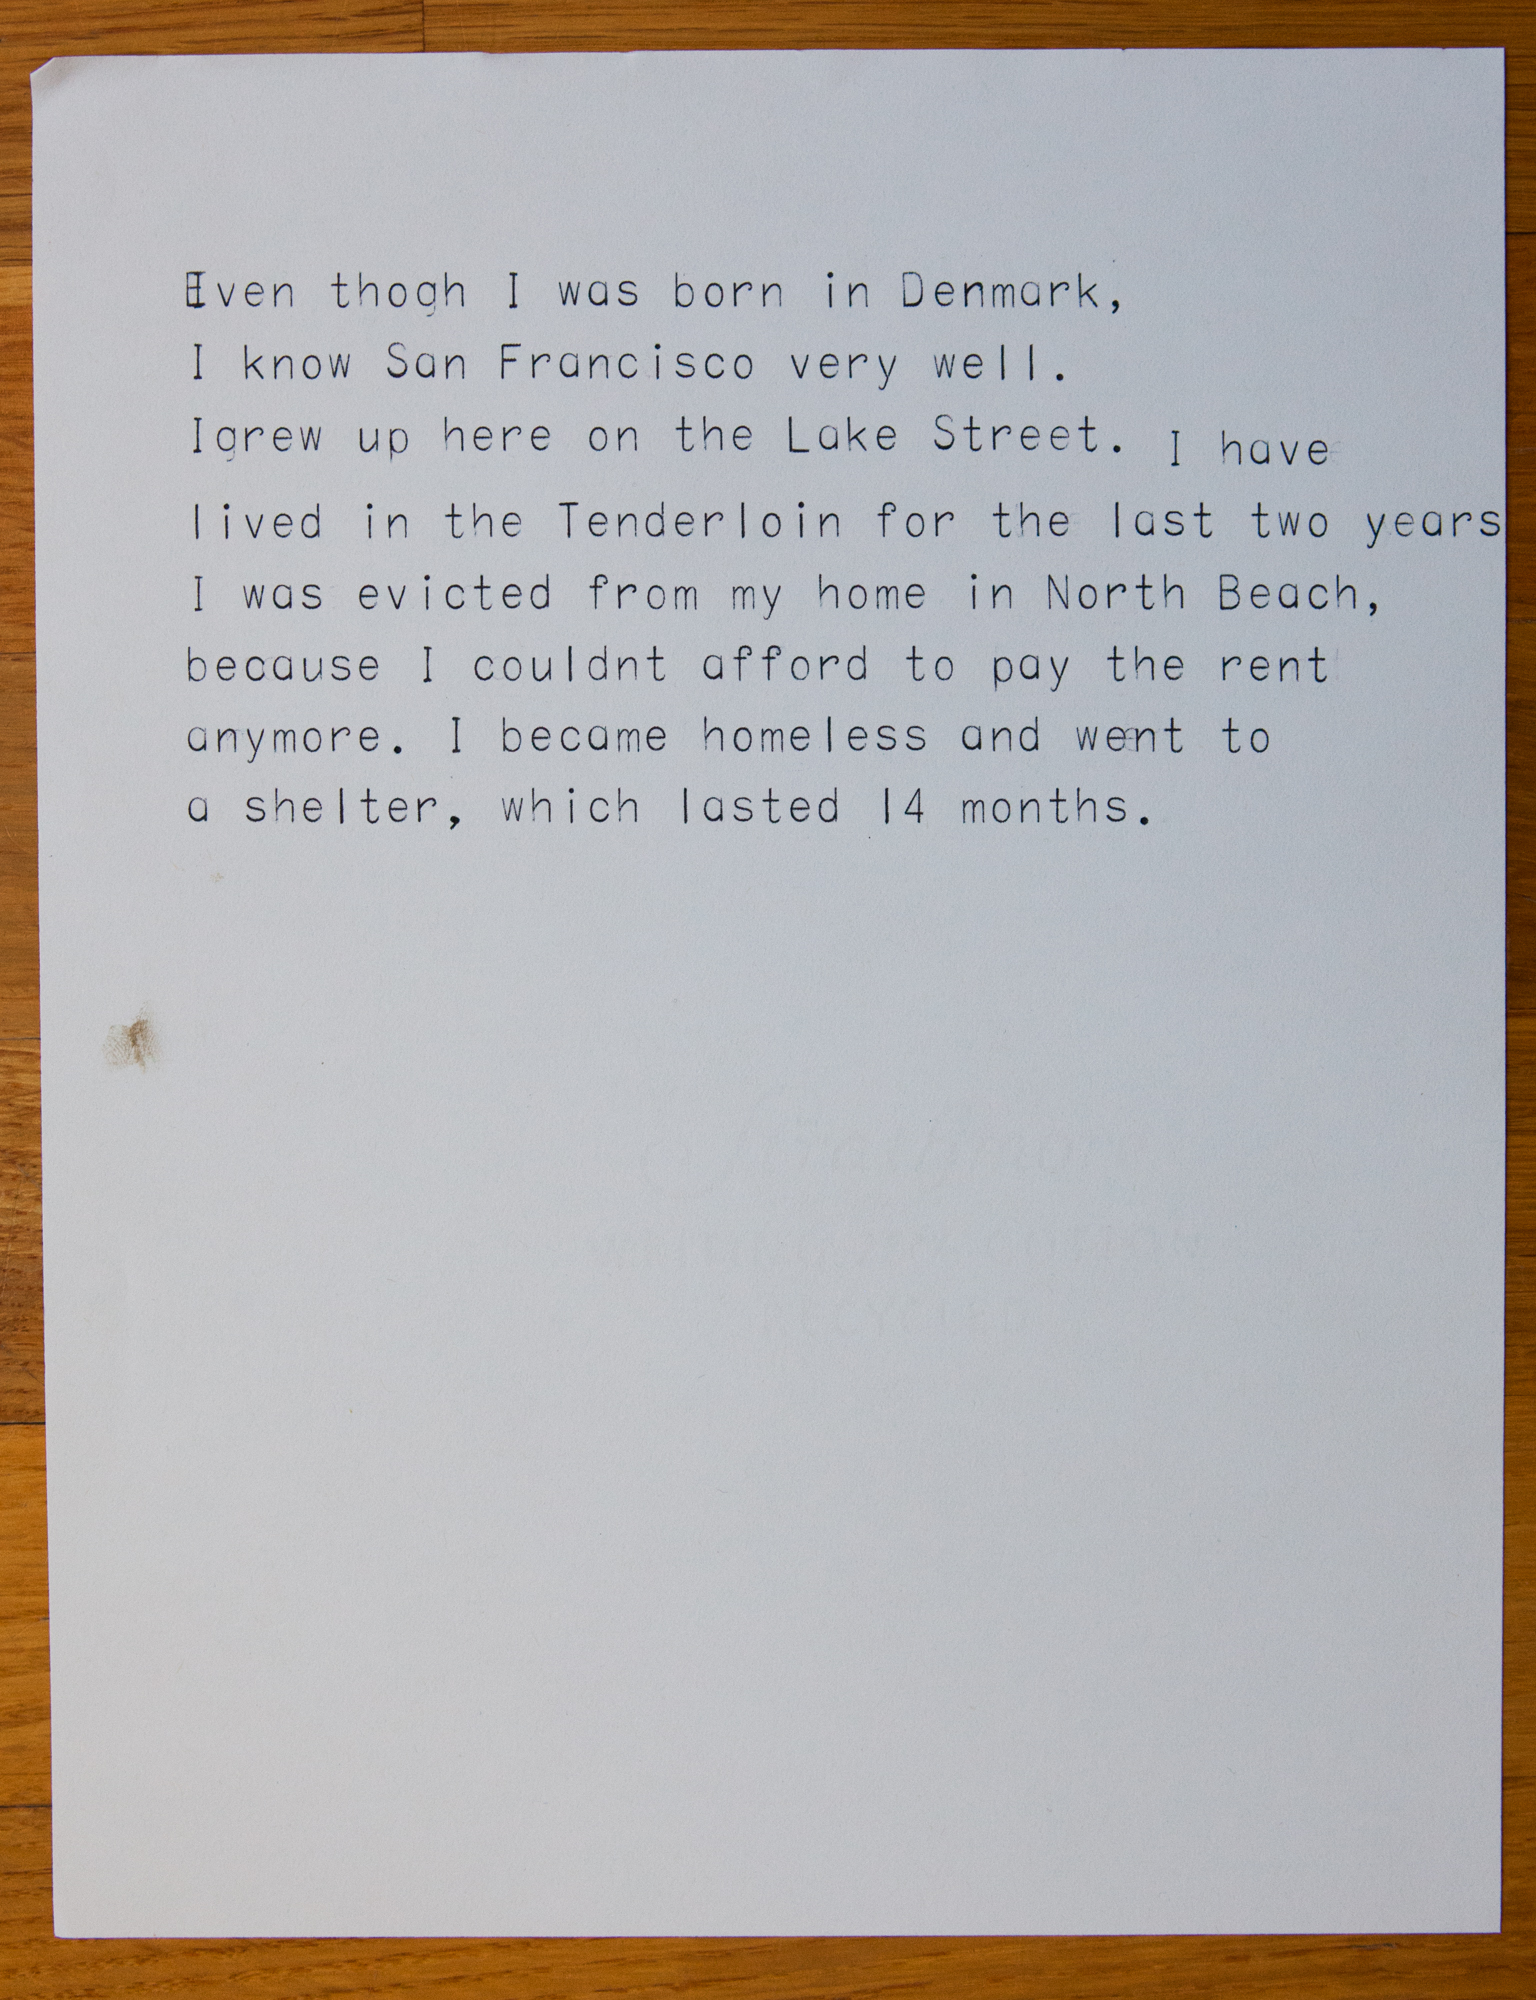 Even thogh I was born in Denmark,
I know San Francisco very well.
Igrew up here on the Lake Street. I have
lived in the Tenderloin for the last two years
I was evicted from my home in North Beach,
because I couldnt afford to pay the rent
anymore. I became homeless and went to
a shelter, which lasted 14 months.